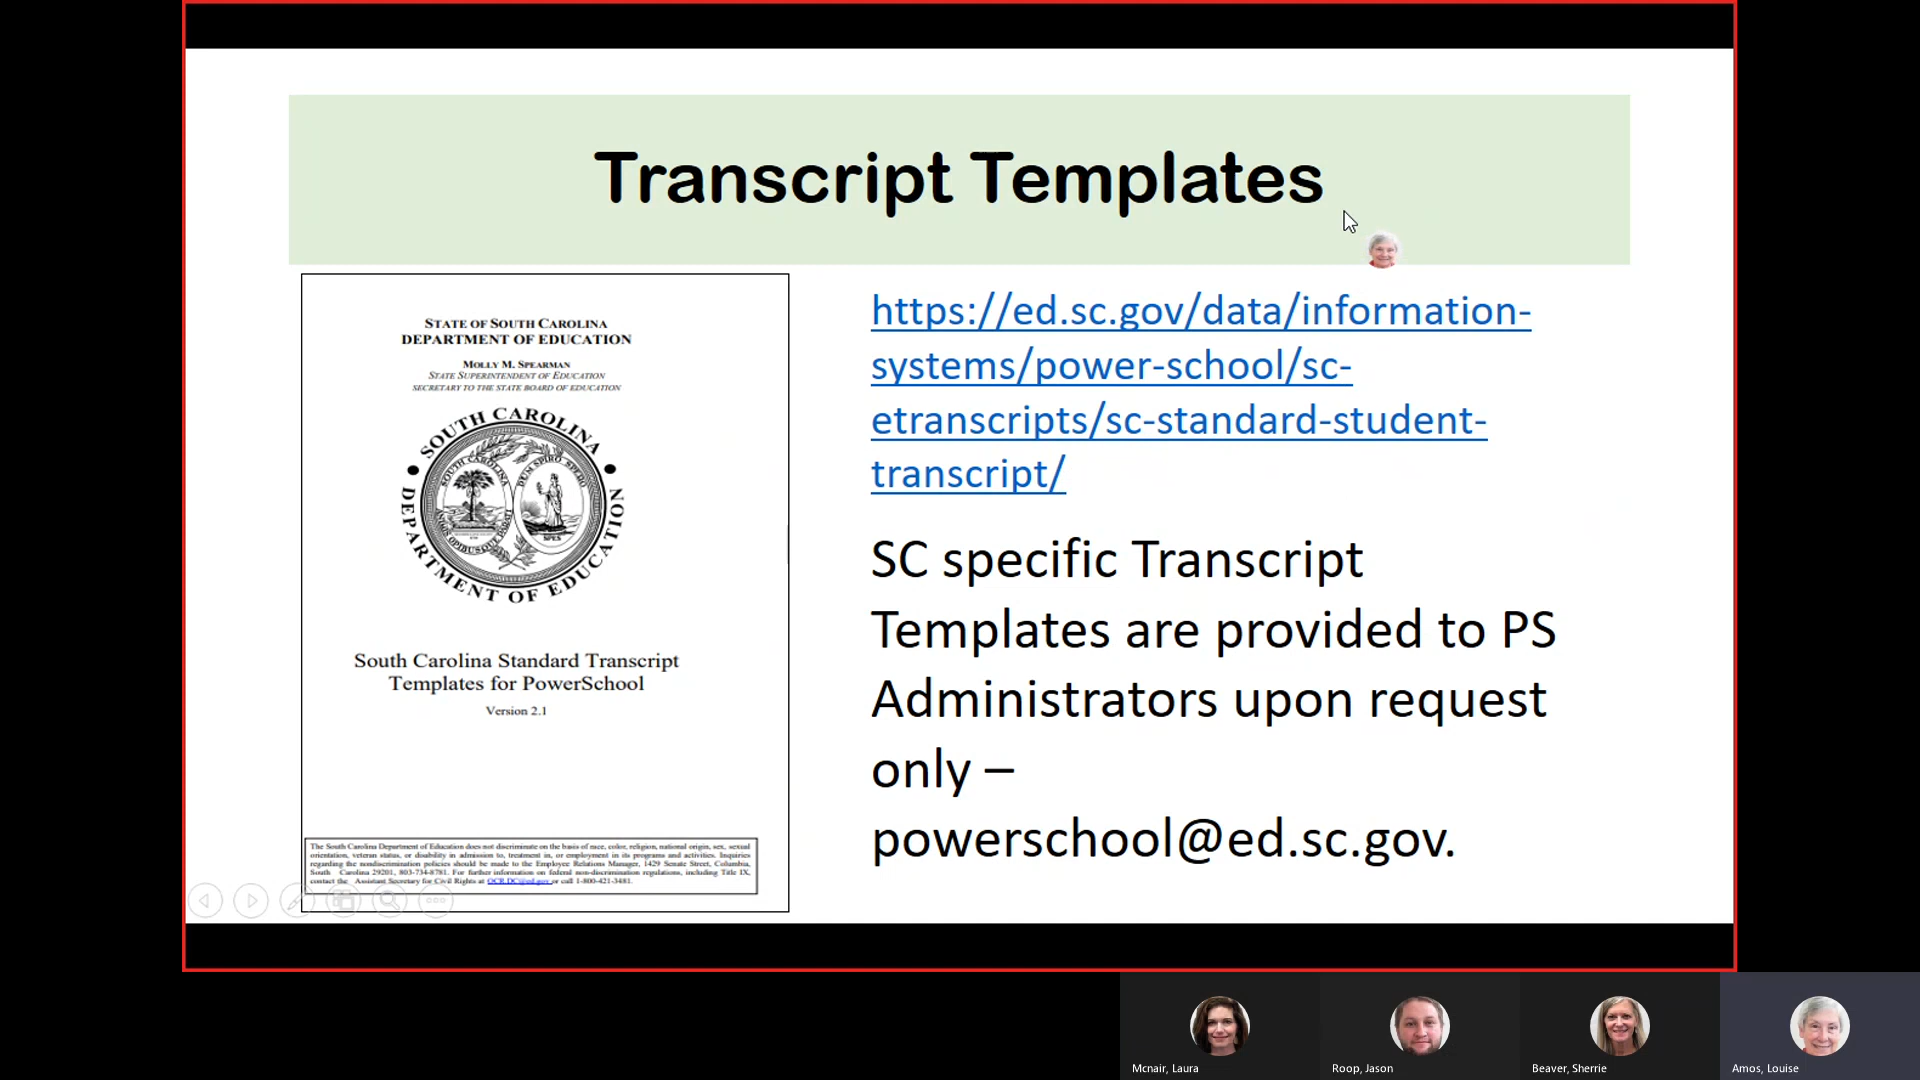 Transcript Templates
STATE OF SOUTH CAROLINA
DEPARTMENT OF EDUCATION
MOLLY M. SPEARMAN
STATE SUPERINTENDENT OF EDUCATION
SECRETARY TO THE STATE BOARD OF EDUCATION
SOUTH CAROLINA
DEPARTMENT OF EDUCATION
South Carolina Standard Transcript
Templates for PowerSchool
Version 2.1
The South Carolina Department of Education does not discriminate on the basis of race, color, religion, national origin, sex, sexual
orientation, veteran status, or disability in admission to, treatment in, or employment in its programs and activities. Inquiries
regarding the nondiscrimination policies should be made to the Employee Relations Manager, 1429 Senate Street, Columbia,
South Carolina 29201, 803-734-8781. For further information on federal non-discrimination regulations, including Title IX,
contact the Assistant Secretary for Civil Rights at OCR.DC@ed.gov or call 1-800-421-3481.
https://ed.sc.gov/data/information-
systems/power-school/sc-
etranscripts/sc-standard-student-
transcript/
SC specific Transcript
Templates are provided to PS
Administrators upon request
only –
powerschool@ed.sc.gov.
Mcnair, Laura
Roop, Jason
Beaver, Sherrie
Amos, Louise